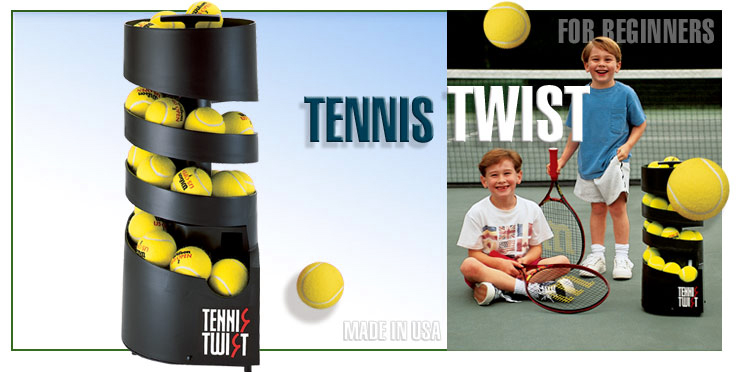 FOR BEGINNERS
TENNIS TWIST
MADE IN USA
TENNIS
TWIST
TENNIS
TWIST